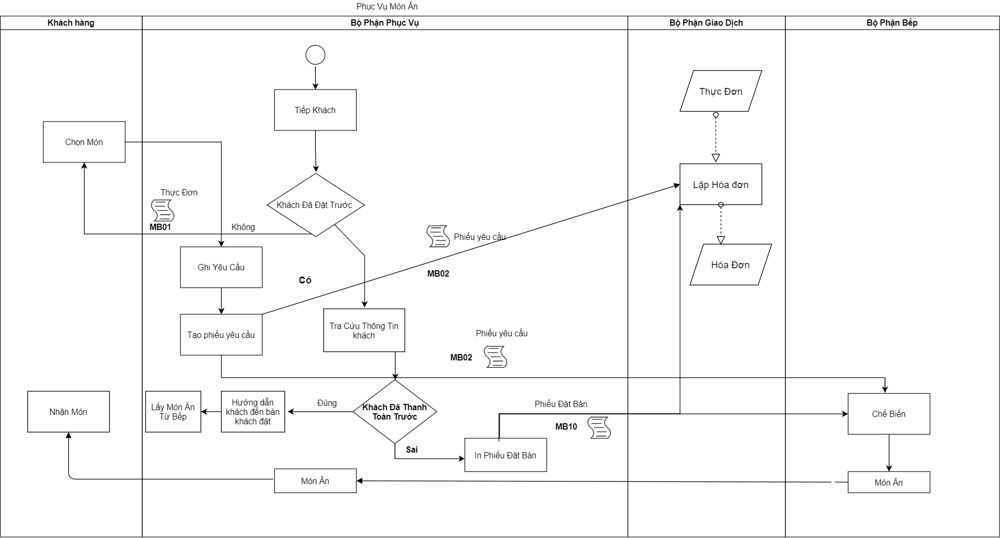 Phục Vụ Món Ăn
Khách hàng
Bộ Phận Phục Vụ
Bộ Phận Giao Dịch
Bộ Phận Bếp
Thực Đơn
Tiếp Khách
Chọn Món
Lập Hóa đơn
Thực Đơn
Khách Đã Đặt Trước
MB01
Không
Phiếu yêu cầu
Ghi Yêu Cầu
Hóa Đơn
MB02
Có
Tạo phiếu yêu cầu
Tra Cứu Thông Tin
khách
Phiếu yêu cầu
MB02
Nhận Món
Lấy Món Ăn
Từ Bếp
Hướng dẫn
khách đến bàn
khách đặt
Đúng
Khách Đã Thanh
Toán Trước
Phiếu Đặt Bàn
MB10
Chế Biến
Sai
In Phiếu Đặt Bàn
Món Ăn
Món Ăn